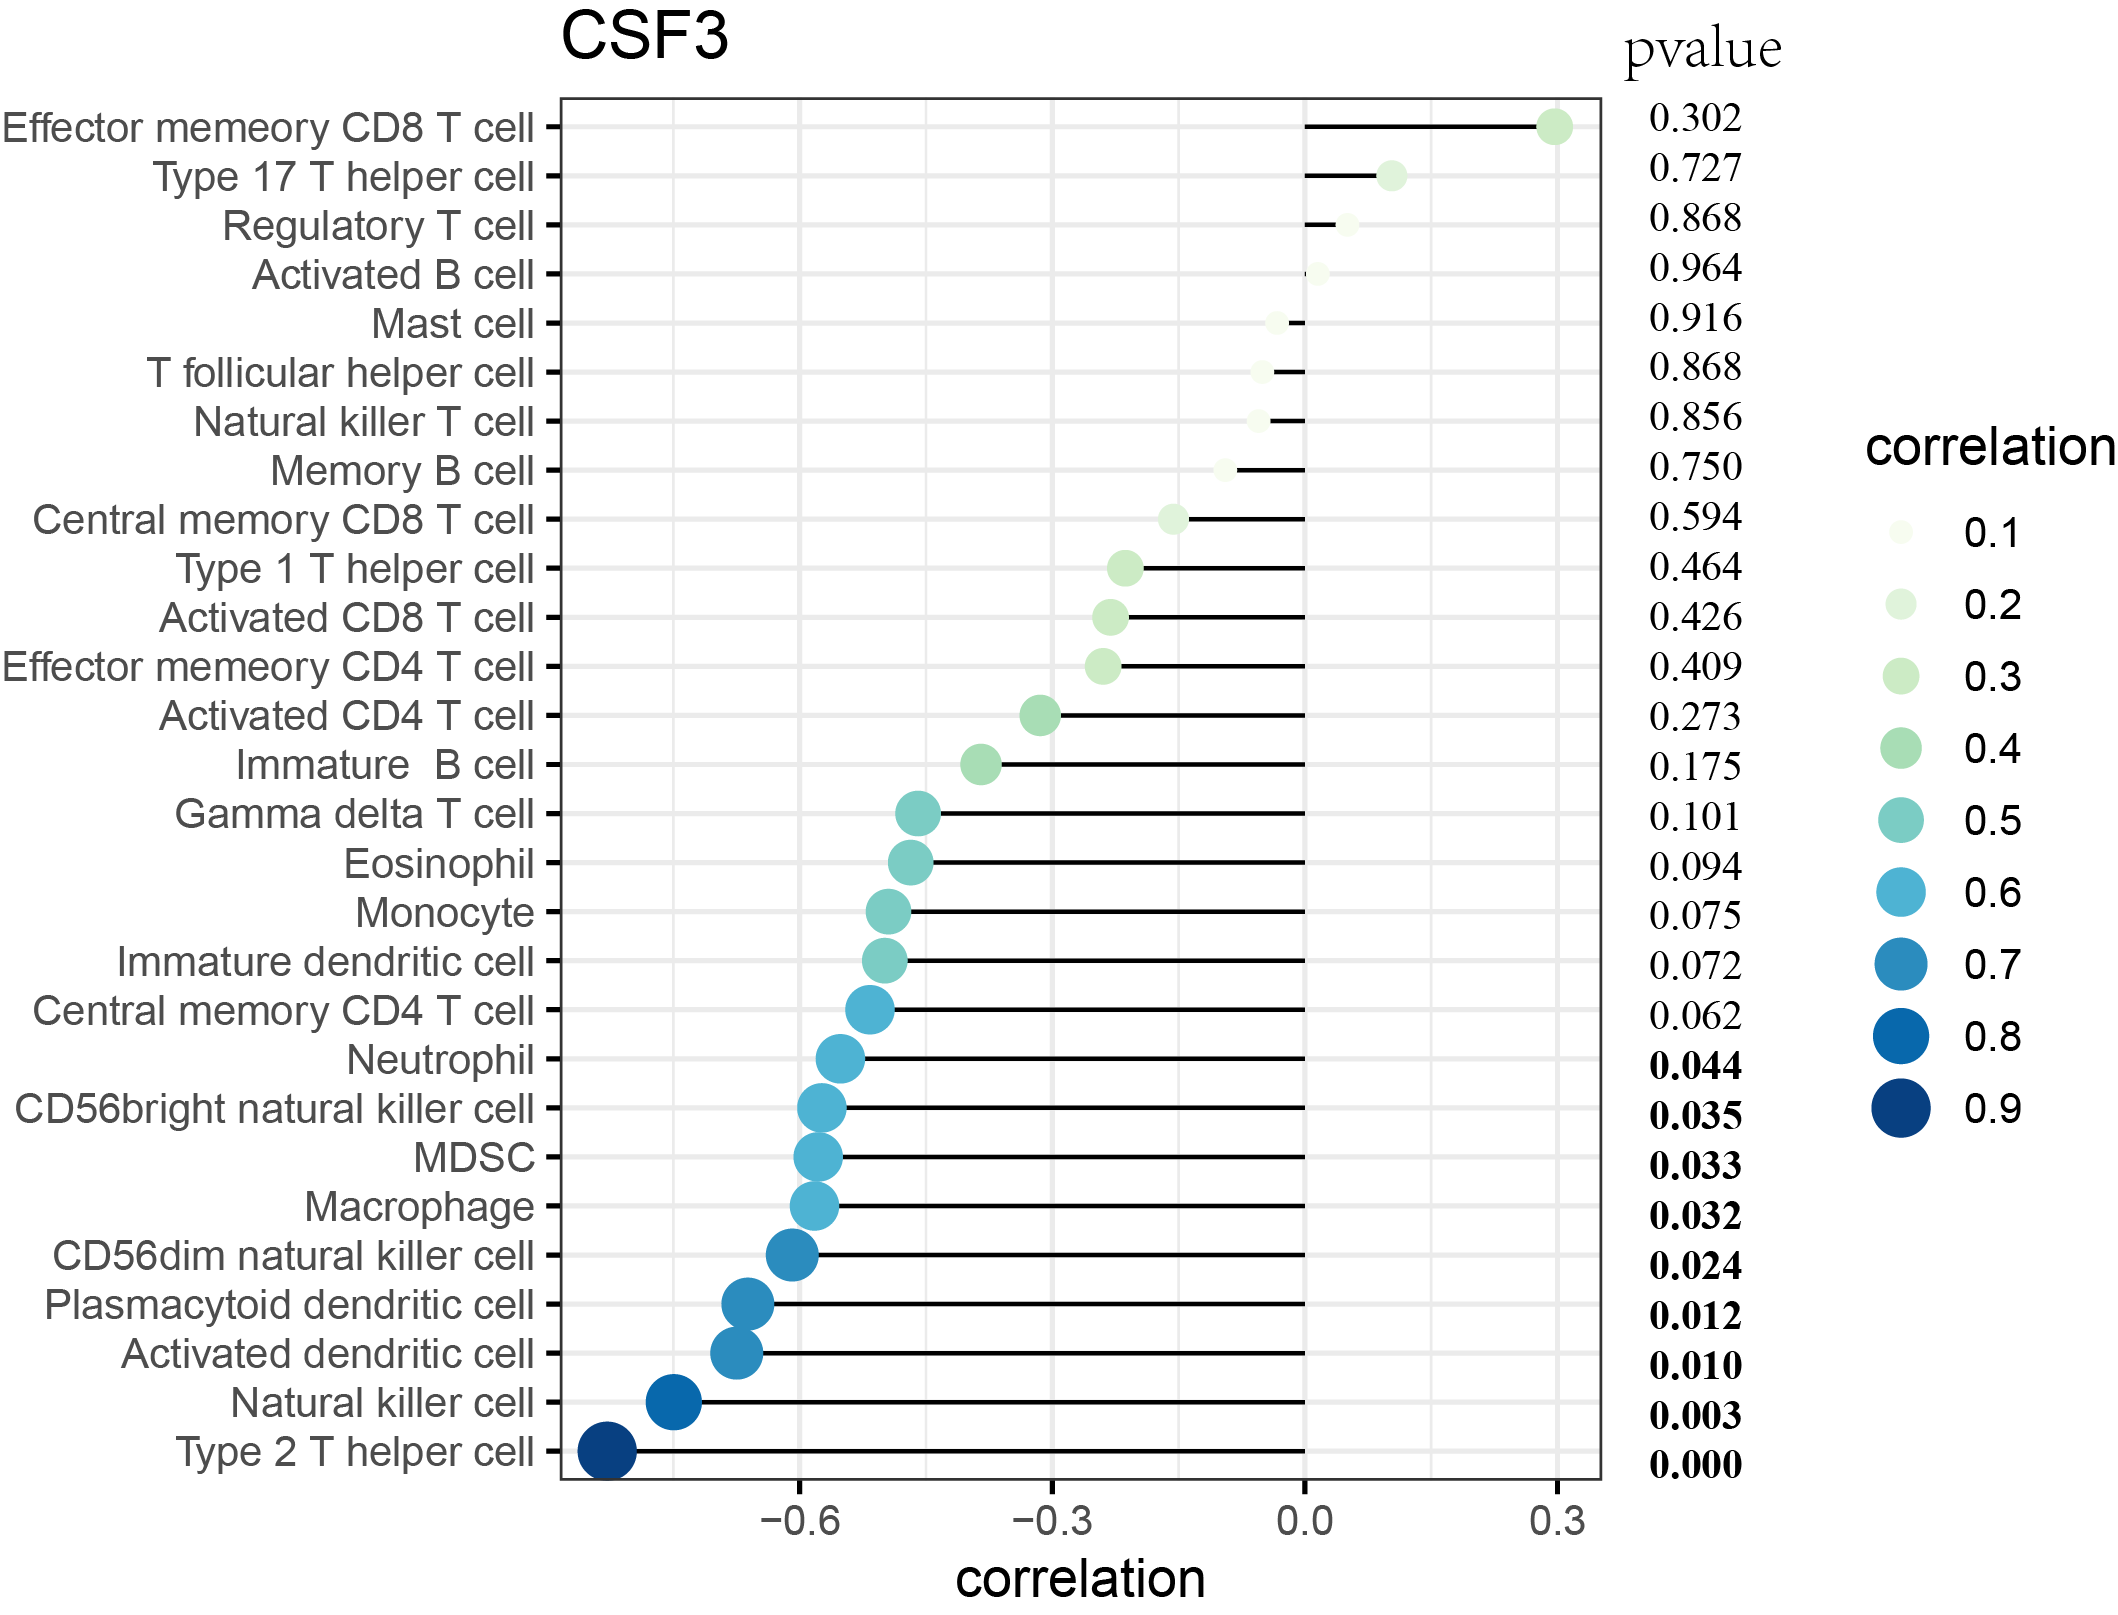 CSF3 pvalue
Effector memeory CD8 T cell 0.302
Type 17 T helper cell 0.727
Regulatory T cell 0.868
Activated B cell 0.964
Mast cell 0.916
T follicular helper cell 0.868
Natural killer T cell 0.856
Memory B cell 0.750
Central memory CD8 T cell 0.594
Type 1 T helper cell 0.464
Activated CD8 T cell 0.426
Effector memeory CD4 T cell 0.409
Activated CD4 T cell 0.273
Immature  B cell 0.175
Gamma delta T cell 0.101
Eosinophil 0.094
Monocyte 0.075
Immature dendritic cell 0.072
Central memory CD4 T cell 0.062
Neutrophil 0.044
CD56bright natural killer cell 0.035
MDSC 0.033
Macrophage 0.032
CD56dim natural killer cell 0.024
Plasmacytoid dendritic cell 0.012
Activated dendritic cell 0.010
Natural killer cell 0.003
Type 2 T helper cell 0.000
−0.6 −0.3 0.0 0.3
correlation
correlation
0.1
0.2
0.3
0.4
0.5
0.6
0.7
0.8
0.9